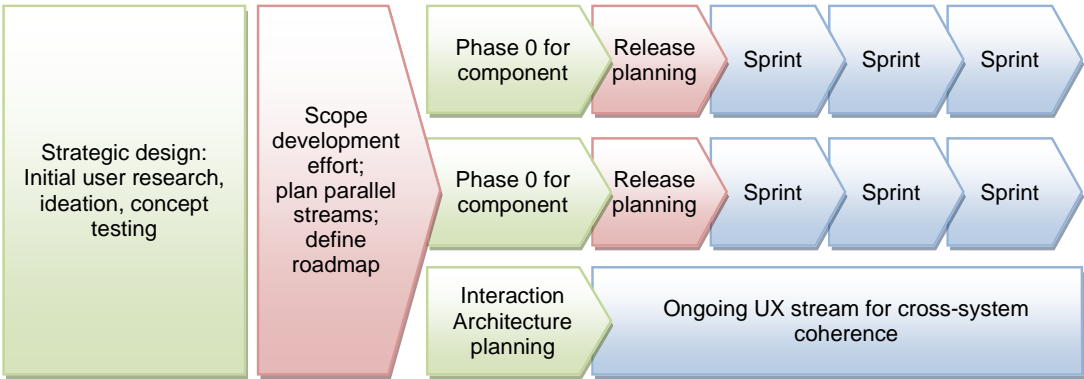 Strategic design:
Initial user research,
ideation, concept
testing
Scope
development
effort;
plan parallel
streams;
define
roadmap
Phase 0 for
component
Release
planning
Sprint
Sprint
Sprint
Phase 0 for
component
Release
planning
Sprint
Sprint
Sprint
Interaction
Architecture
planning
Ongoing UX stream for cross-system
coherence